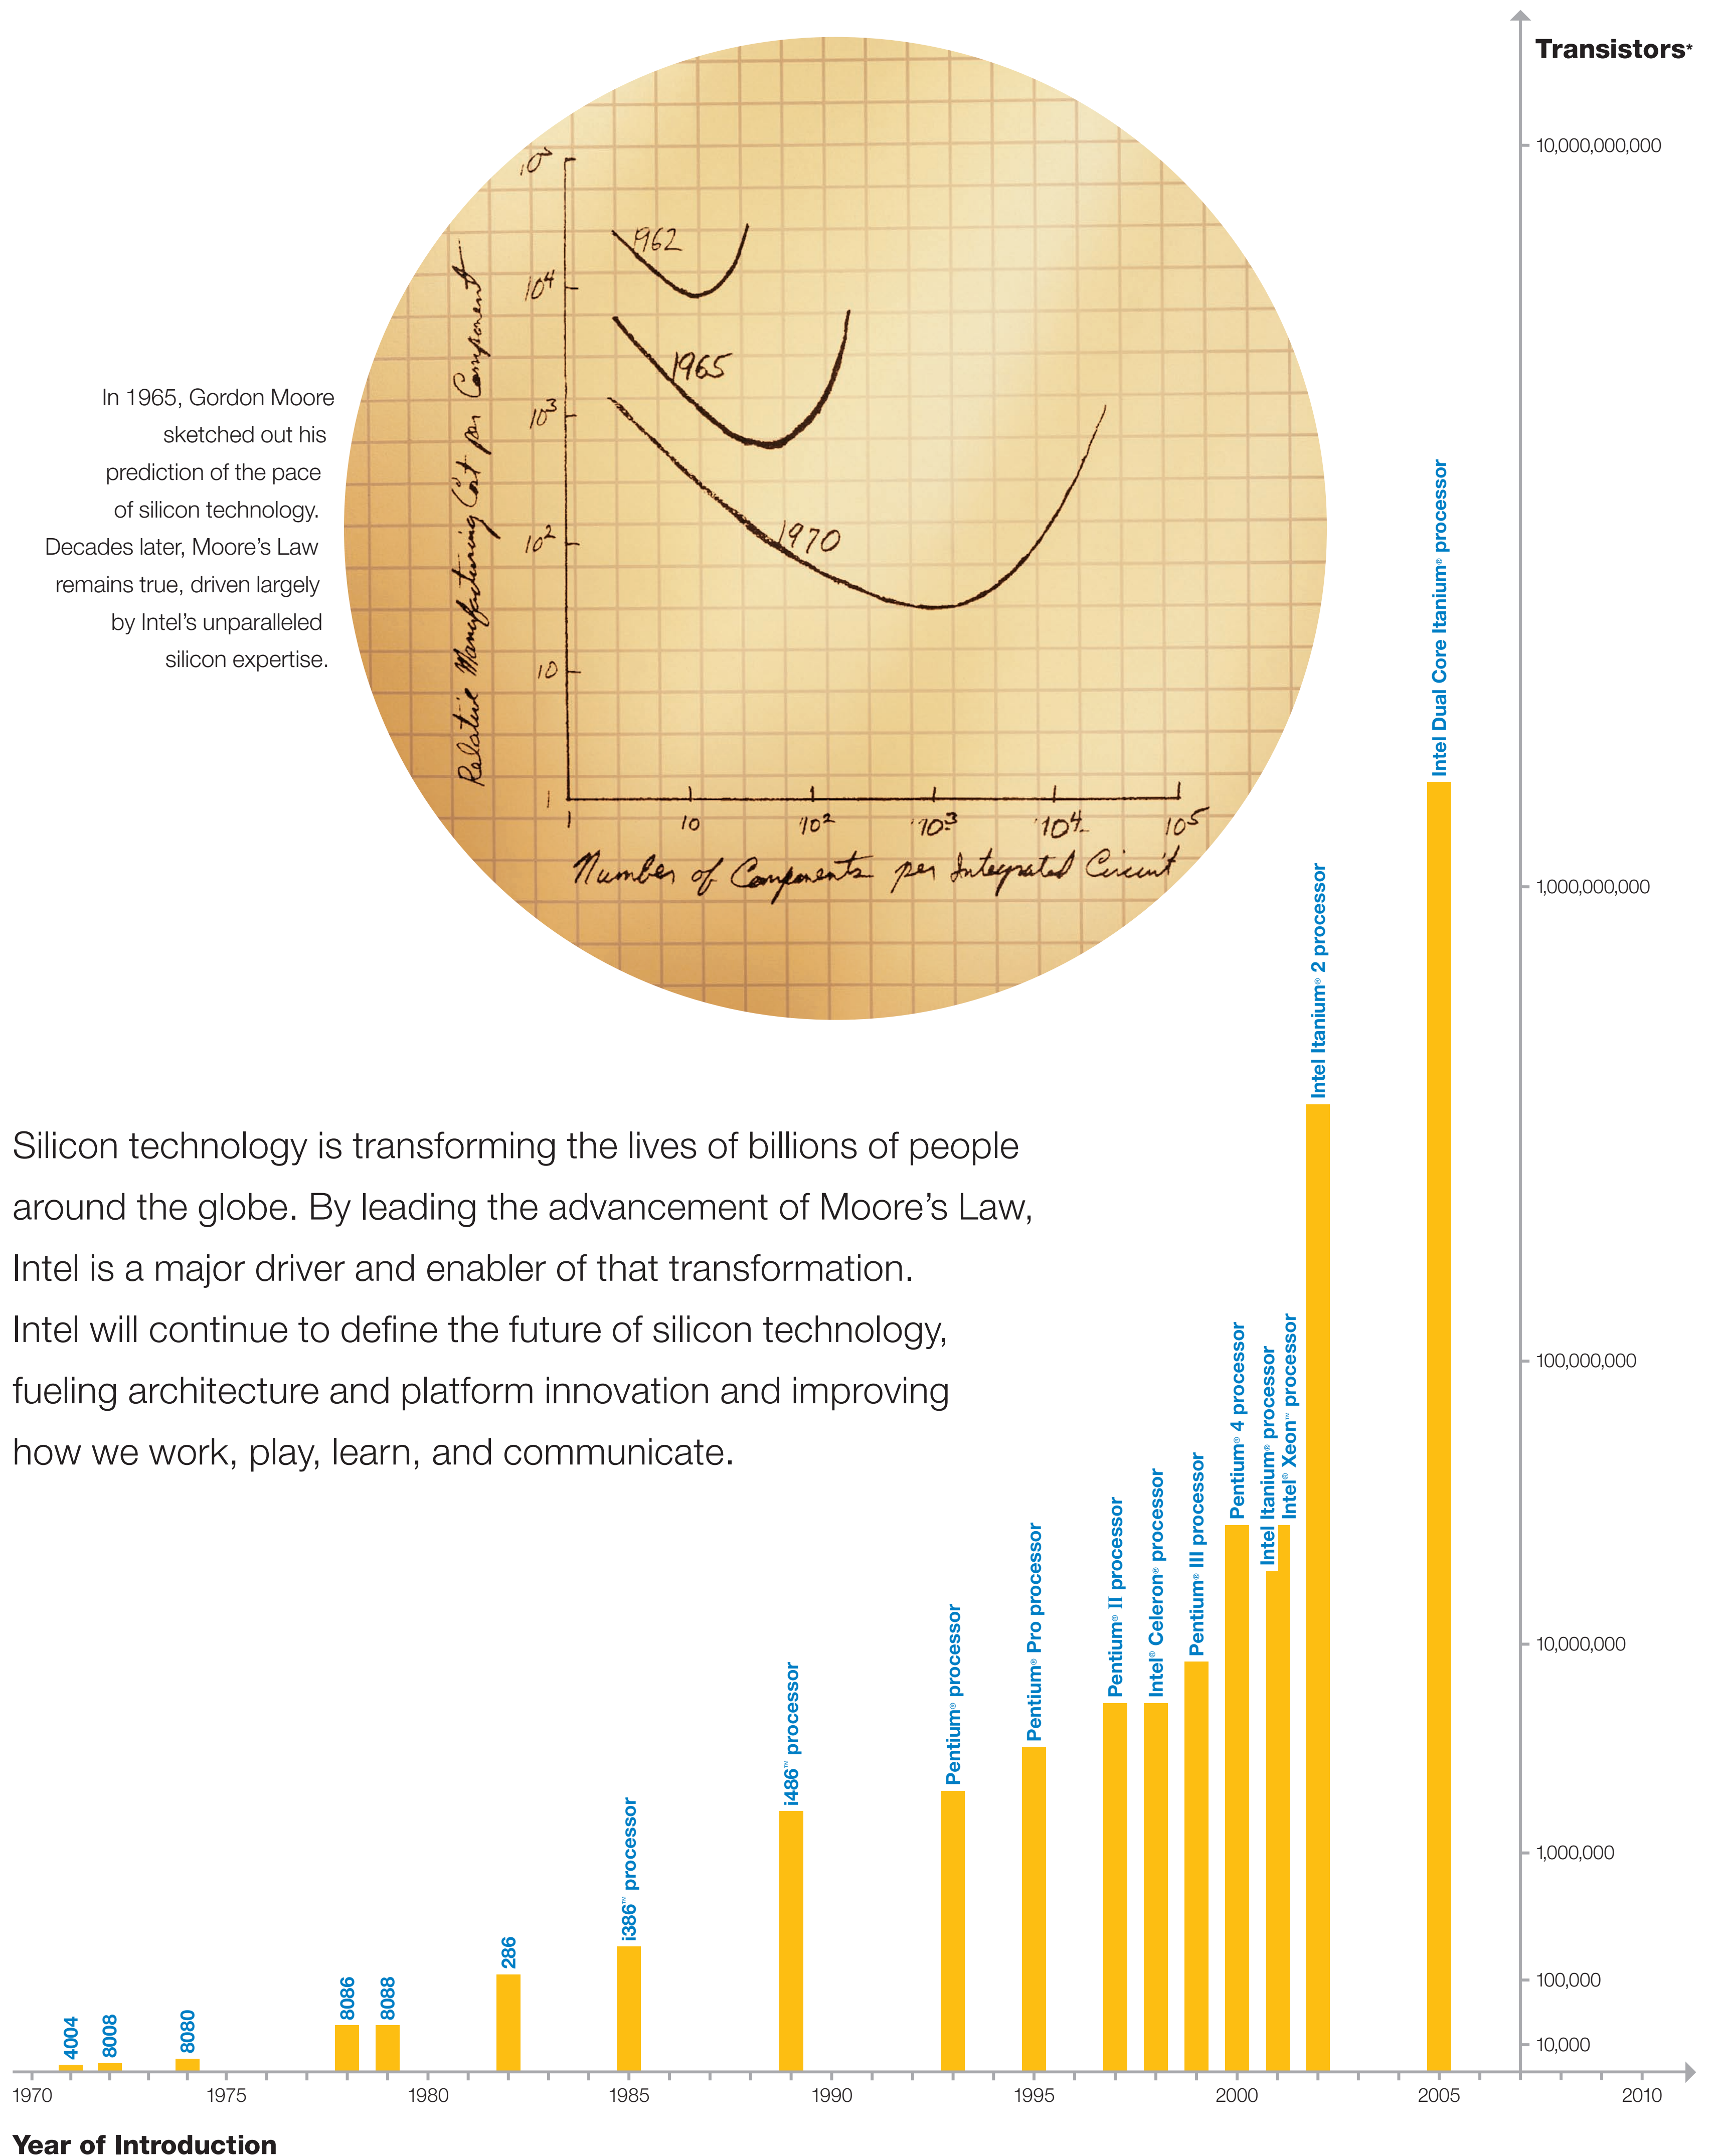 Transistors*
10,000,000,000
1,000,000,000
100,000,000
10,000,000
1,000,000
100,000
10,000
10⁴
10³
10²
10
1
Relative Manufacturing Cost per Component
1962
1965
1970
1
10
10²
10³
10⁴
10⁵
Number of Components per Integrated Circuit
In 1965, Gordon Moore
sketched out his
prediction of the pace
of silicon technology.
Decades later, Moore’s Law
remains true, driven largely
by Intel’s unparalleled
silicon expertise.
Silicon technology is transforming the lives of billions of people
around the globe. By leading the advancement of Moore’s Law,
Intel is a major driver and enabler of that transformation.
Intel will continue to define the future of silicon technology,
fueling architecture and platform innovation and improving
how we work, play, learn, and communicate.
4004
8008
8080
8086
8088
286
i386™ processor
i486™ processor
Pentium® processor
Pentium® Pro processor
Pentium® II processor
Intel® Celeron® processor
Pentium® III processor
Pentium® 4 processor
Intel Itanium® processor
Intel® Xeon™ processor
Intel Itanium® 2 processor
Intel Dual Core Itanium® processor
1970
1975
1980
1985
1990
1995
2000
2005
2010
Year of Introduction